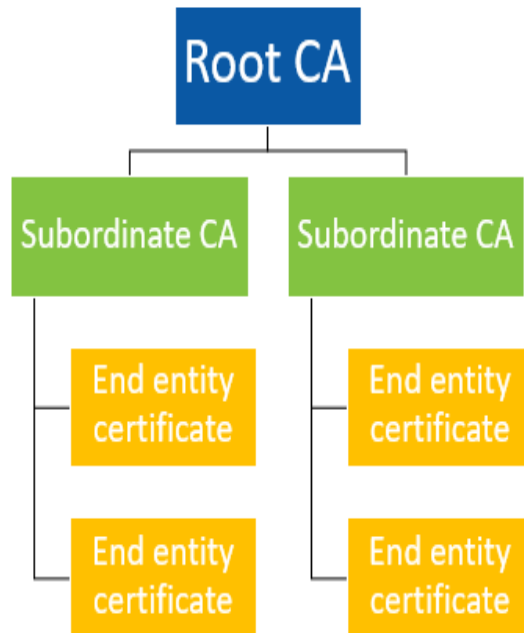 Root CA
Subordinate CA
Subordinate CA
End entity
certificate
End entity
certificate
End entity
certificate
End entity
certificate